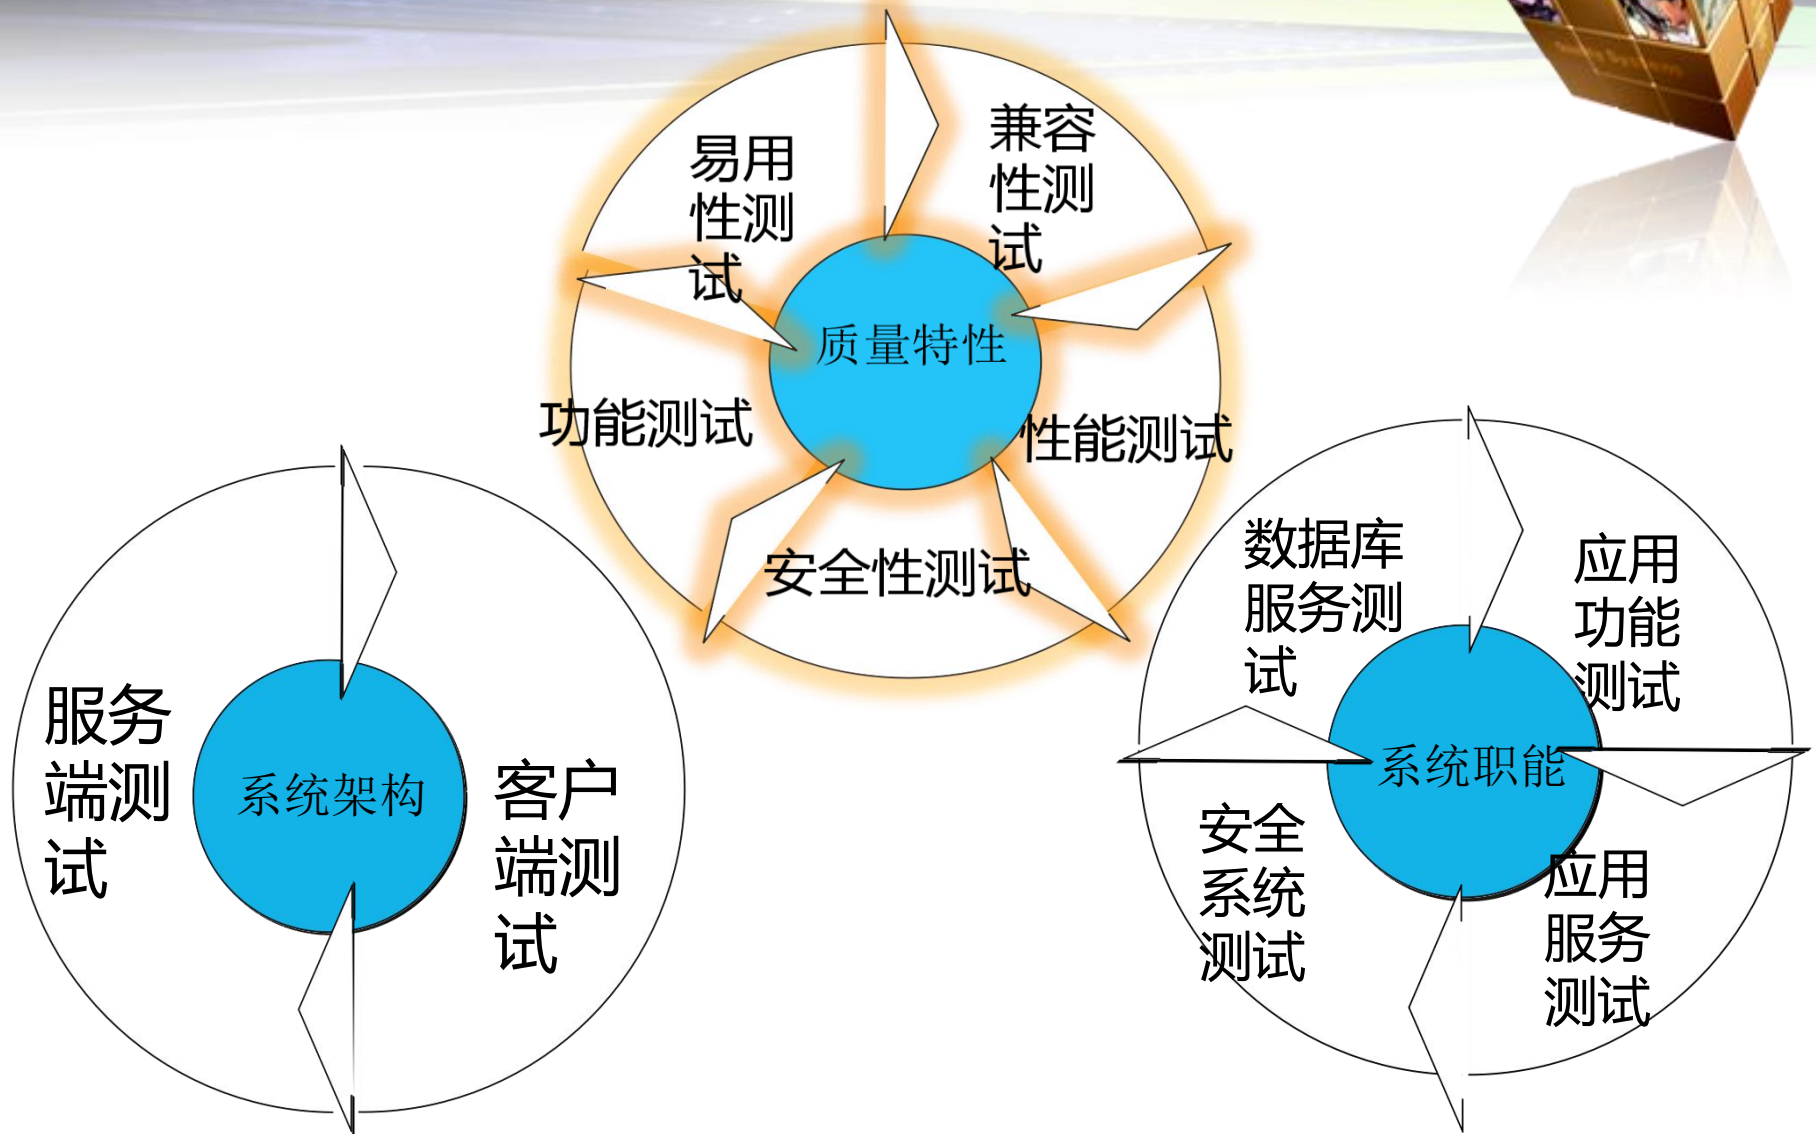 易用
性测
试
兼容
性测
试
质量特性
功能测试
性能测试
安全性测试
服务
端测
试
系统架构
客户
端测
试
数据库
服务测
试
应用
功能
测试
系统职能
安全
系统
测试
应用
服务
测试